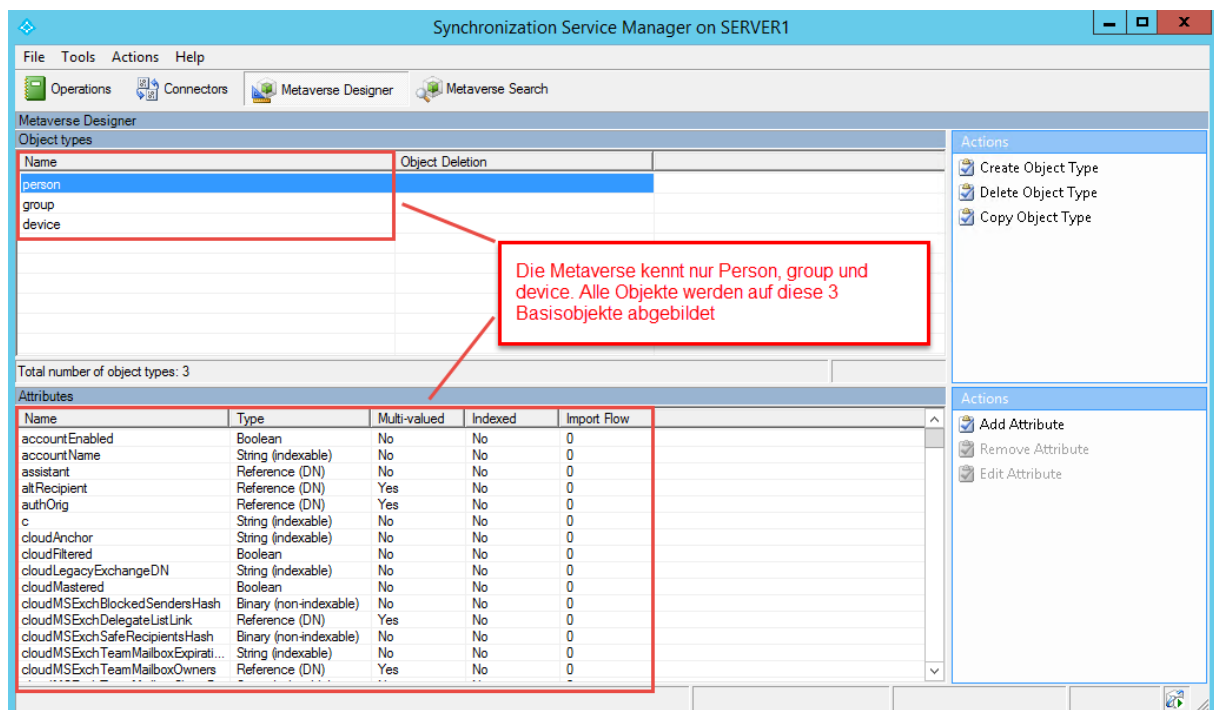 Synchronization Service Manager on SERVER1
File Tools Actions Help
Operations Connectors Metaverse Designer Metaverse Search
Metaverse Designer
Object types
Name Object Deletion
person
group
device
Total number of object types: 3
Actions
Create Object Type
Delete Object Type
Copy Object Type
Die Metaverse kennt nur Person, group und
device. Alle Objekte werden auf diese 3
Basisobjekte abgebildet
Attributes
Name Type Multi-valued Indexed Import Flow
accountEnabled Boolean No No 0
accountName String (indexable) No No 0
assistant Reference (DN) No No 0
altRecipient Reference (DN) Yes No 0
authOrig Reference (DN) Yes No 0
c String (indexable) No No 0
cloudAnchor String (indexable) No No 0
cloudFiltered Boolean No No 0
cloudLegacyExchangeDN String (indexable) No No 0
cloudMastered Boolean No No 0
cloudMSExchBlockedSendersHash Binary (non-indexable) No No 0
cloudMSExchDelegateListLink Reference (DN) Yes No 0
cloudMSExchSafeRecipientsHash Binary (non-indexable) No No 0
cloudMSExchTeamMailboxExpirati... String (indexable) No No 0
cloudMSExchTeamMailboxOwners Reference (DN) Yes No 0
Actions
Add Attribute
Remove Attribute
Edit Attribute